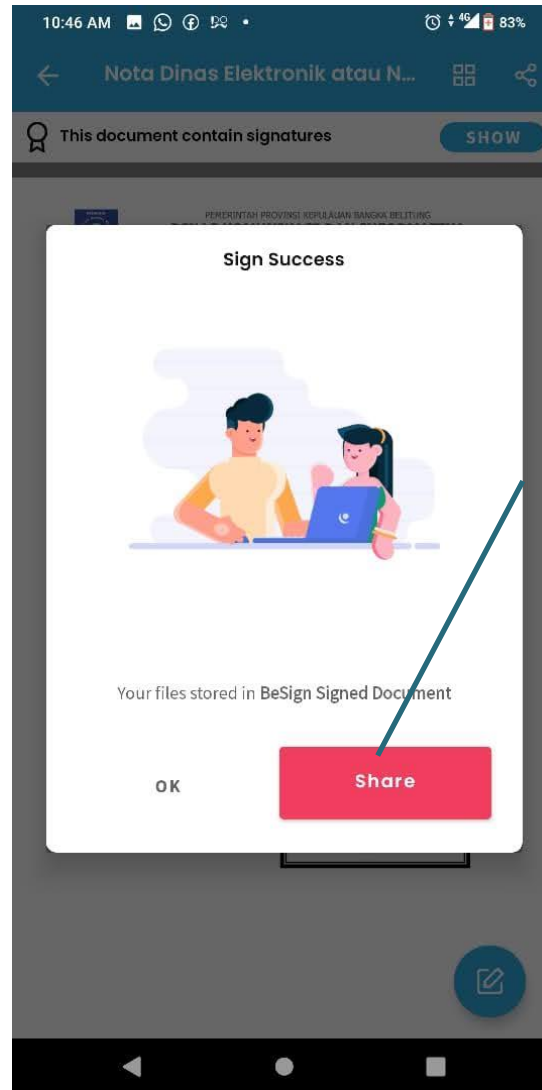 10:46 AM
4G 83%
Nota Dinas Elektronik atau N...
This document contain signatures
SHOW
PEMERINTAH PROVINSI KEPULAUAN BANGKA BELITUNG
Sign Success
Your files stored in BeSign Signed Document
OK
Share